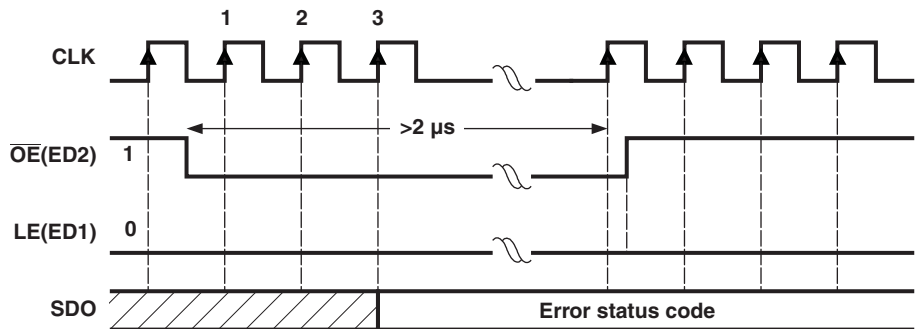 1 2 3
CLK
>2 µs
OE(ED2) 1
LE(ED1) 0
SDO Error status code